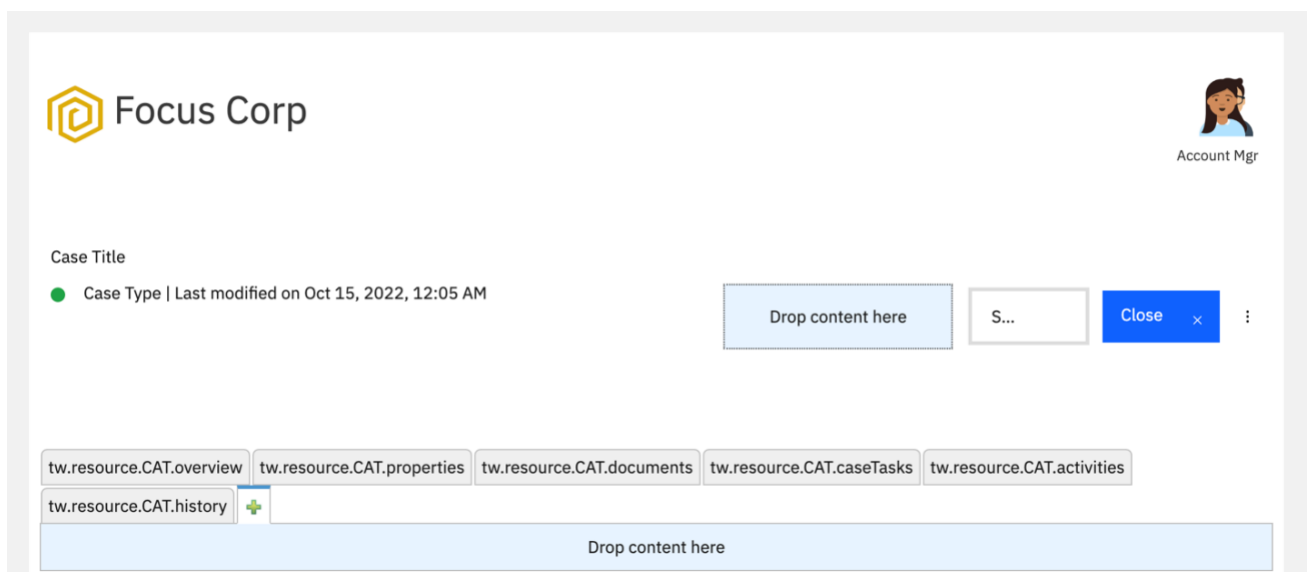 Focus Corp
Account Mgr
Case Title
Case Type | Last modified on Oct 15, 2022, 12:05 AM
Drop content here
S...
Close
tw.resource.CAT.overview
tw.resource.CAT.properties
tw.resource.CAT.documents
tw.resource.CAT.caseTasks
tw.resource.CAT.activities
tw.resource.CAT.history
Drop content here